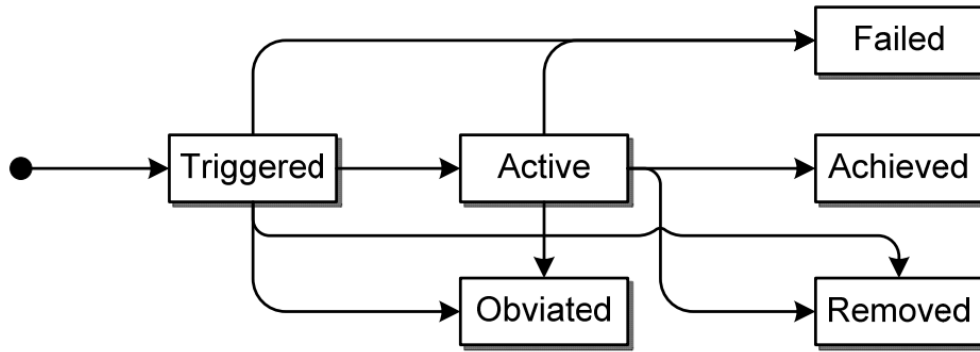 Failed
Triggered
Active
Achieved
Obviated
Removed